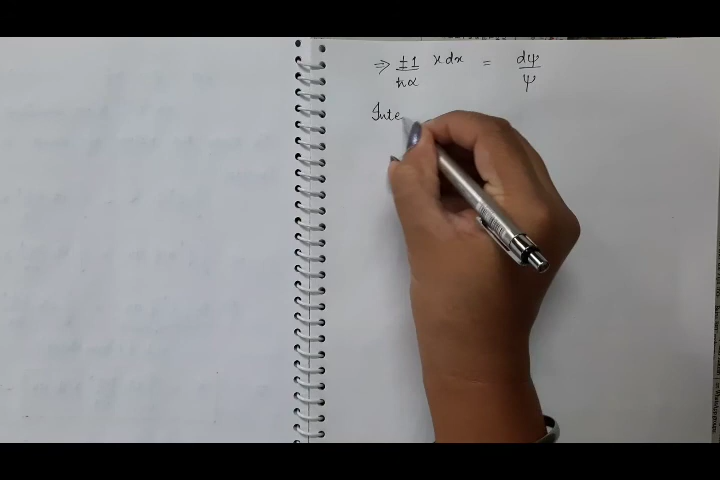 ⇒ ±1/ħα x dx = dψ/ψ
Inte